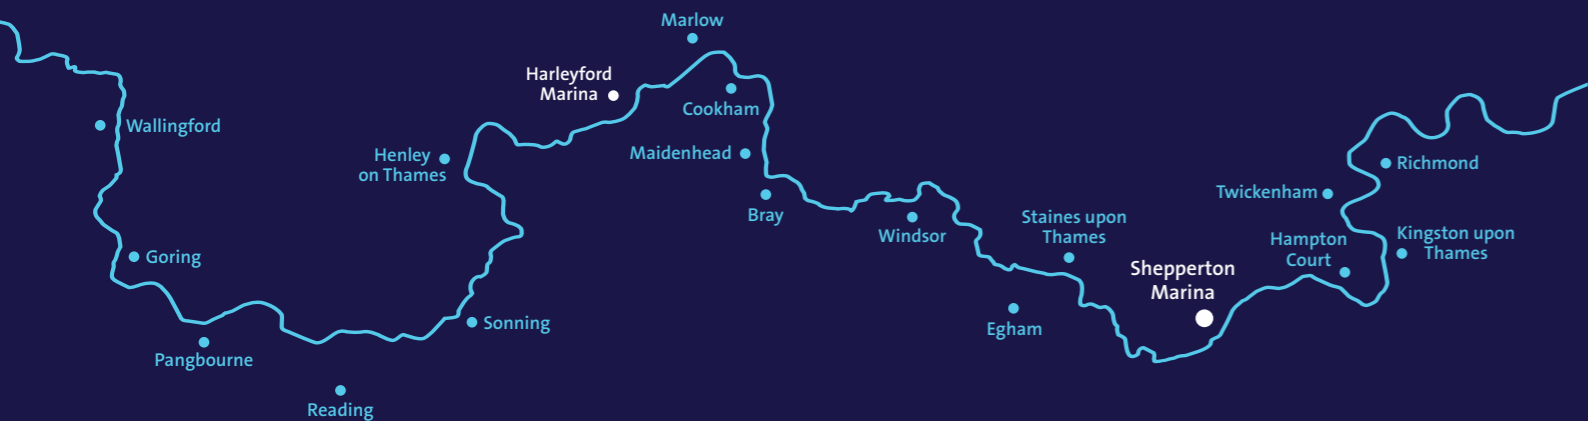 Marlow
Harleyford
Marina
Cookham
Wallingford
Henley
on Thames
Maidenhead
Richmond
Twickenham
Bray
Staines upon
Thames
Windsor
Kingston upon
Thames
Hampton
Court
Goring
Shepperton
Marina
Sonning
Egham
Pangbourne
Reading